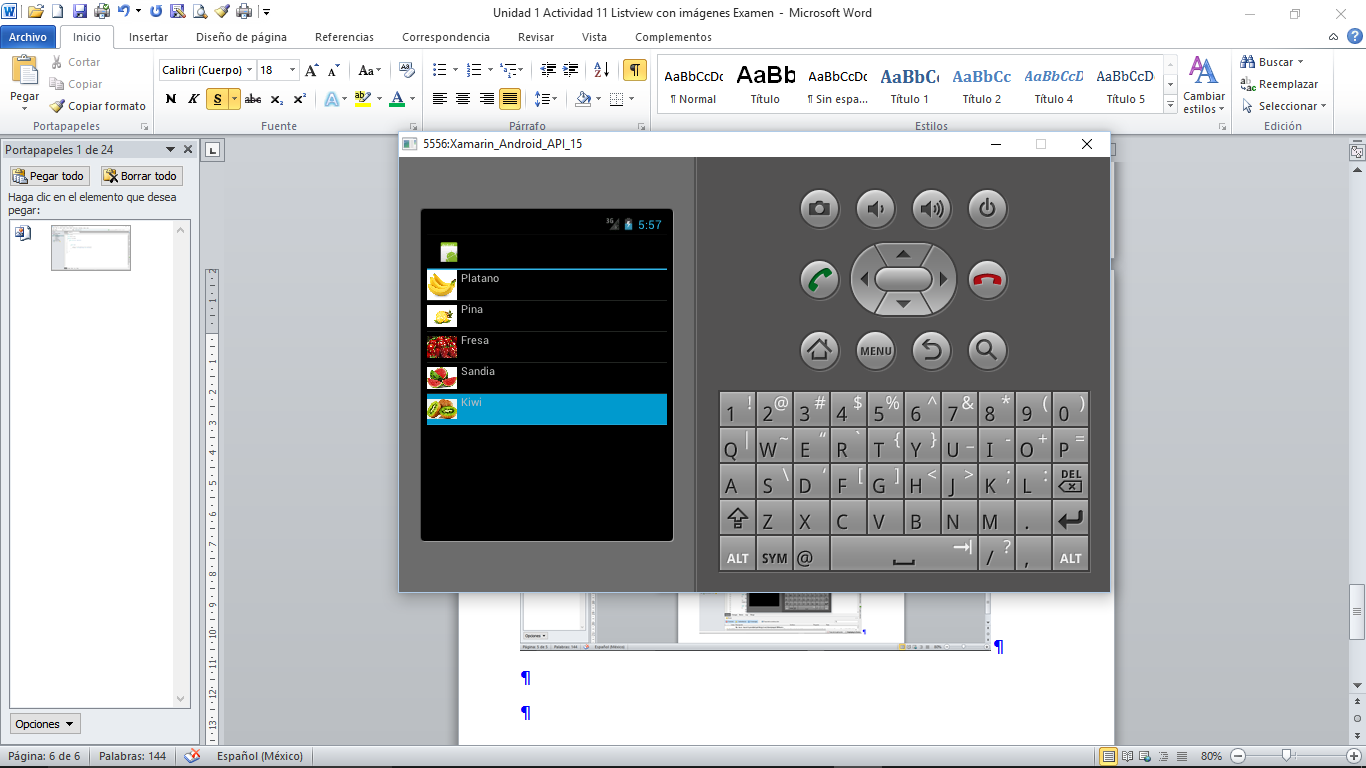 Unidad 1 Actividad 11 Listview con imágenes Examen - Microsoft Word
Archivo Inicio Insertar Diseño de página Referencias Correspondencia Revisar Vista Complementos
Pegar
Cortar
Copiar
Copiar formato
Portapapeles
Calibri (Cuerpo) 18
N K S abc x₂ x²
Fuente
Párrafo
AaBbCcDc AaBb AaBbCcDc AaBbC AaBbCc AaBbCcD AaBbCcDc
¶ Normal Título ¶ Sin espa... Título 1 Título 2 Título 4 Título 5
Estilos
Cambiar estilos
Buscar
Reemplazar
Seleccionar
Edición
Portapapeles 1 de 24
Pegar todo Borrar todo
Haga clic en el elemento que desea
pegar:
Opciones
5556:Xamarin_Android_API_15
3G 5:57
Platano
Pina
Fresa
Sandia
Kiwi
MENU
1 ! 2 @ 3 # 4 $ 5 % 6 ^ 7 & 8 * 9 ( 0 )
Q | W ~ E “ R ` T { Y } U _ I - O + P =
A S \ D ‘ F [ G ] H < J > K ; L : DEL
Z X C V B N M .
ALT SYM @ / ? , ALT
¶
¶
¶
Página: 6 de 6 Palabras: 144 Español (México) 80%